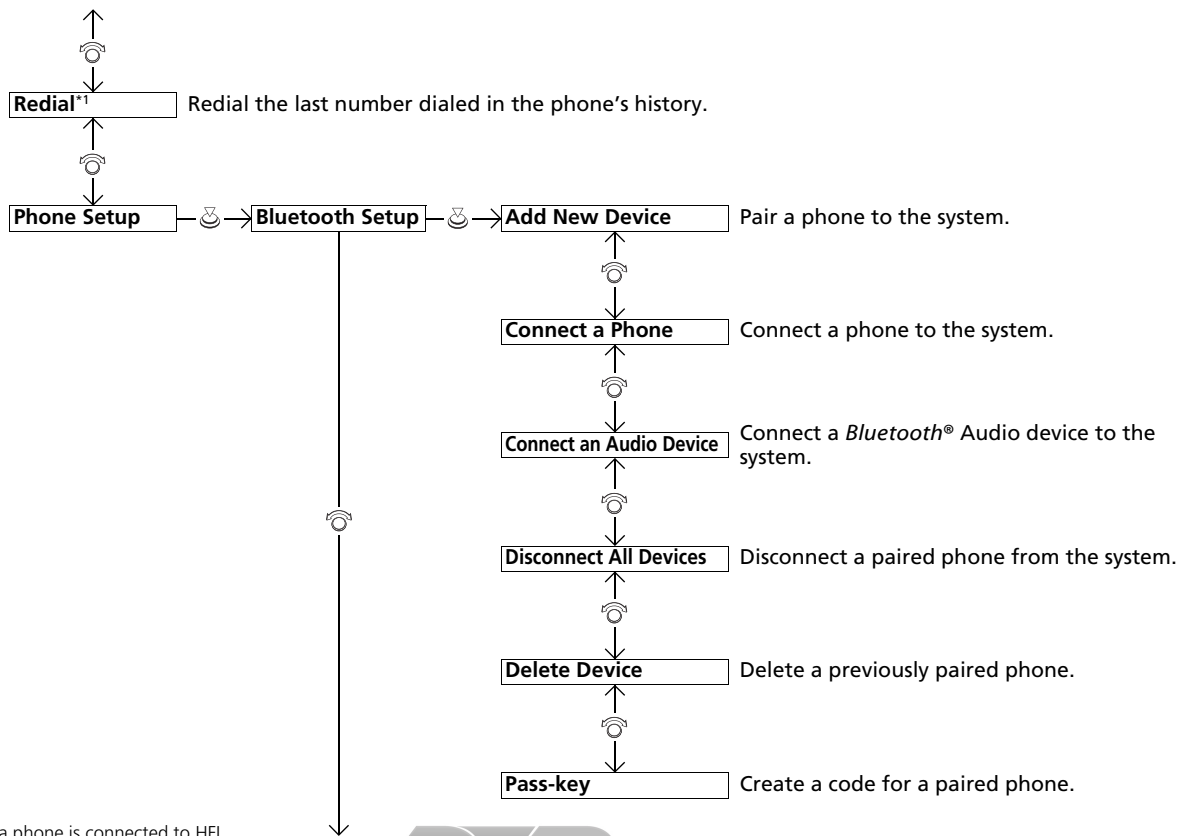 Redial*1 Redial the last number dialed in the phone’s history.
Phone Setup Bluetooth Setup Add New Device Pair a phone to the system.
Connect a Phone Connect a phone to the system.
Connect an Audio Device Connect a Bluetooth® Audio device to the
system.
Disconnect All Devices Disconnect a paired phone from the system.
Delete Device Delete a previously paired phone.
Pass-key Create a code for a paired phone.
a phone is connected to HFL